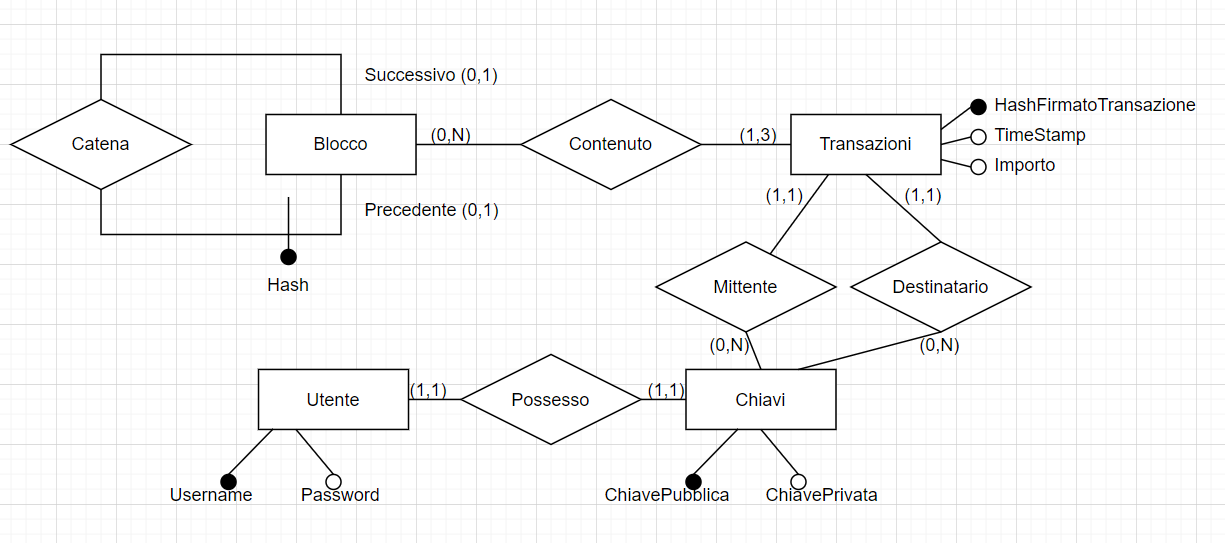 Successivo (0,1)
Catena
Blocco
(0,N)
Contenuto
(1,3)
Transazioni
HashFirmatoTransazione
TimeStamp
Importo
Precedente (0,1)
Hash
(1,1)
(1,1)
Mittente
Destinatario
(0,N)
(0,N)
Utente
(1,1)
Possesso
(1,1)
Chiavi
Username
Password
ChiavePubblica
ChiavePrivata